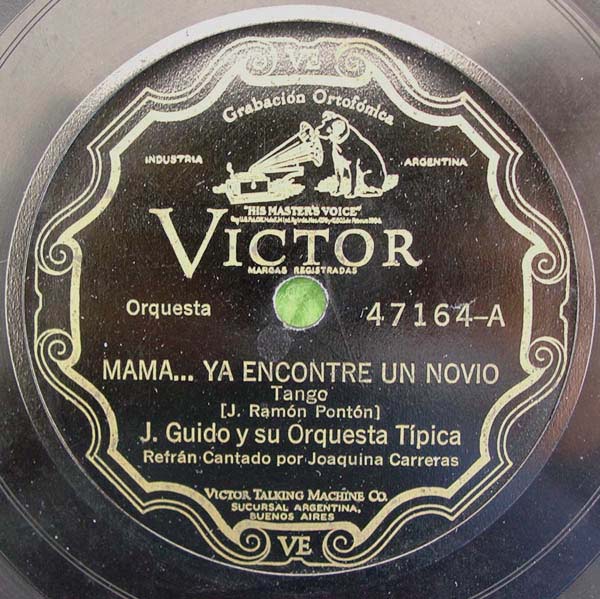 VE
Grabación Ortofónica
INDUSTRIA ARGENTINA
"HIS MASTER'S VOICE"
VICTOR
MARCAS REGISTRADAS
Orquesta 47164-A
MAMA... YA ENCONTRE UN NOVIO
Tango
[J. Ramón Pontón]
J. Guido y su Orquesta Típica
Refrán Cantado por Joaquina Carreras
VICTOR TALKING MACHINE CO.
SUCURSAL ARGENTINA,
BUENOS AIRES
VE